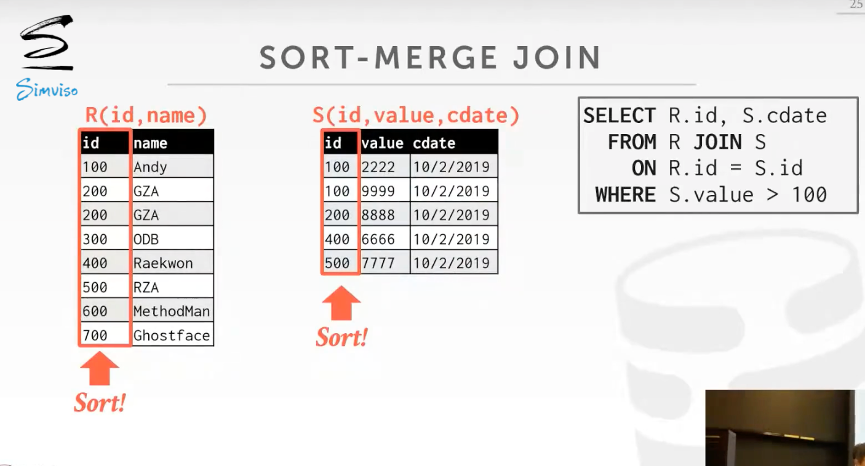 25
Simviso
SORT-MERGE JOIN
R(id,name)
id name
100 Andy
200 GZA
200 GZA
300 ODB
400 Raekwon
500 RZA
600 MethodMan
700 Ghostface
Sort!
S(id,value,cdate)
id value cdate
100 2222 10/2/2019
100 9999 10/2/2019
200 8888 10/2/2019
400 6666 10/2/2019
500 7777 10/2/2019
Sort!
SELECT R.id, S.cdate
FROM R JOIN S
ON R.id = S.id
WHERE S.value > 100